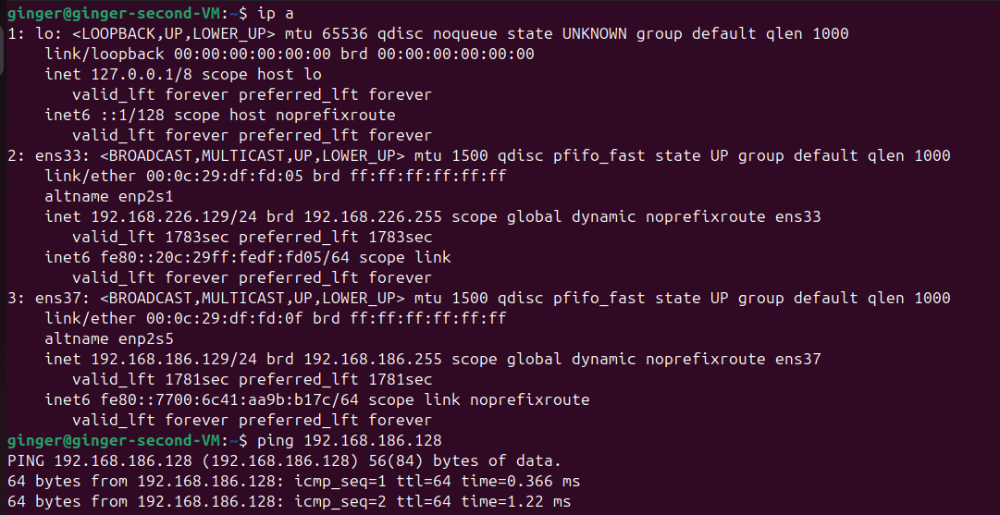 ginger@ginger-second-VM:~$ ip a
1: lo: <LOOPBACK,UP,LOWER_UP> mtu 65536 qdisc noqueue state UNKNOWN group default qlen 1000
    link/loopback 00:00:00:00:00:00 brd 00:00:00:00:00:00
    inet 127.0.0.1/8 scope host lo
       valid_lft forever preferred_lft forever
    inet6 ::1/128 scope host noprefixroute
       valid_lft forever preferred_lft forever
2: ens33: <BROADCAST,MULTICAST,UP,LOWER_UP> mtu 1500 qdisc pfifo_fast state UP group default qlen 1000
    link/ether 00:0c:29:df:fd:05 brd ff:ff:ff:ff:ff:ff
    altname enp2s1
    inet 192.168.226.129/24 brd 192.168.226.255 scope global dynamic noprefixroute ens33
       valid_lft 1783sec preferred_lft 1783sec
    inet6 fe80::20c:29ff:fedf:fd05/64 scope link
       valid_lft forever preferred_lft forever
3: ens37: <BROADCAST,MULTICAST,UP,LOWER_UP> mtu 1500 qdisc pfifo_fast state UP group default qlen 1000
    link/ether 00:0c:29:df:fd:0f brd ff:ff:ff:ff:ff:ff
    altname enp2s5
    inet 192.168.186.129/24 brd 192.168.186.255 scope global dynamic noprefixroute ens37
       valid_lft 1781sec preferred_lft 1781sec
    inet6 fe80::7700:6c41:aa9b:b17c/64 scope link noprefixroute
       valid_lft forever preferred_lft forever
ginger@ginger-second-VM:~$ ping 192.168.186.128
PING 192.168.186.128 (192.168.186.128) 56(84) bytes of data.
64 bytes from 192.168.186.128: icmp_seq=1 ttl=64 time=0.366 ms
64 bytes from 192.168.186.128: icmp_seq=2 ttl=64 time=1.22 ms